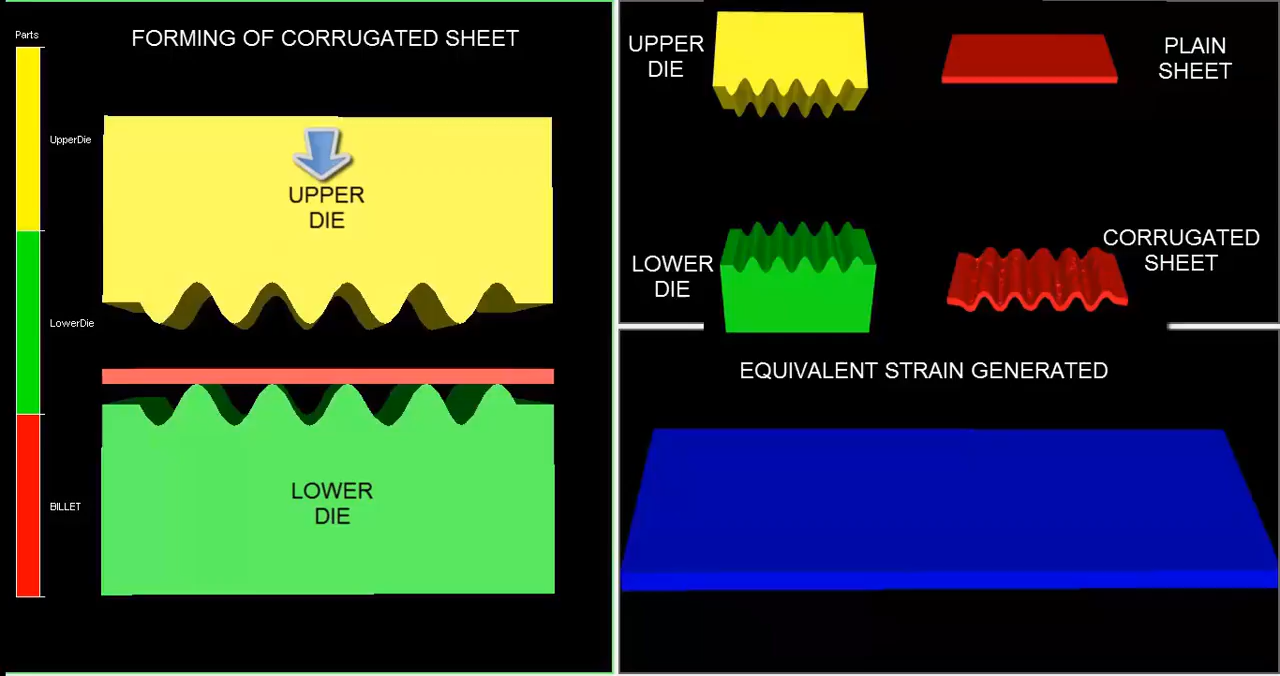 Parts
FORMING OF CORRUGATED SHEET
UpperDie
UPPER
DIE
LowerDie
LOWER
DIE
BILLET
UPPER
DIE
PLAIN
SHEET
LOWER
DIE
CORRUGATED
SHEET
EQUIVALENT STRAIN GENERATED